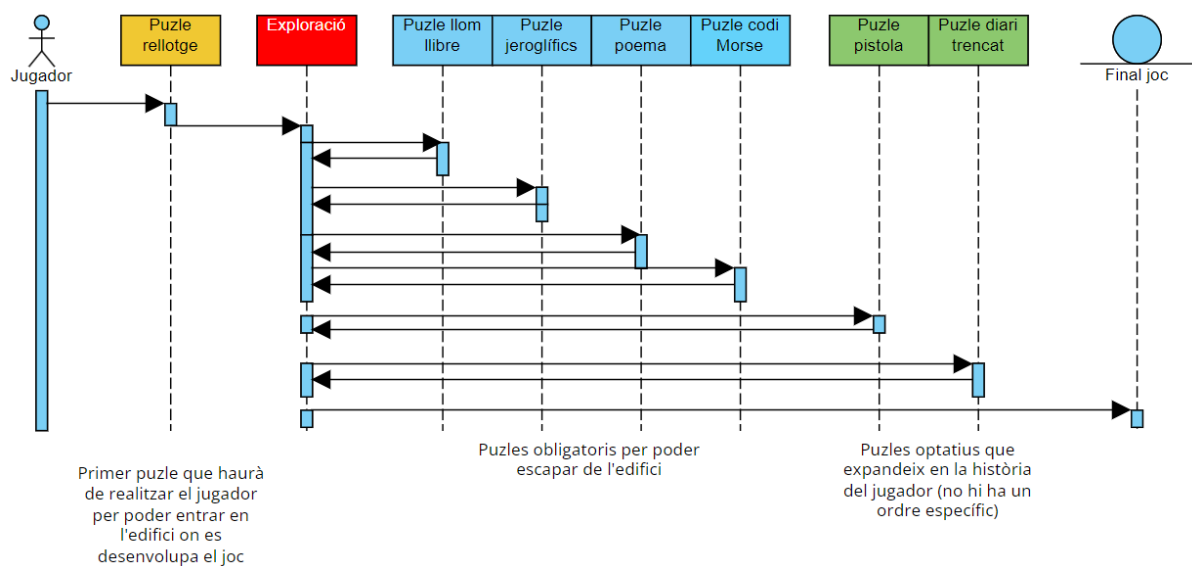 Jugador
Puzle
rellotge
Exploració
Puzle llom
llibre
Puzle
jeroglífics
Puzle
poema
Puzle codi
Morse
Puzle
pistola
Puzle diari
trencat
Final joc
Primer puzle que haurà
de realitzar el jugador
per poder entrar en
l'edifici on es
desenvolupa el joc
Puzles obligatoris per poder
escapar de l'edifici
Puzles optatius que
expandeix en la història
del jugador (no hi ha un
ordre específic)